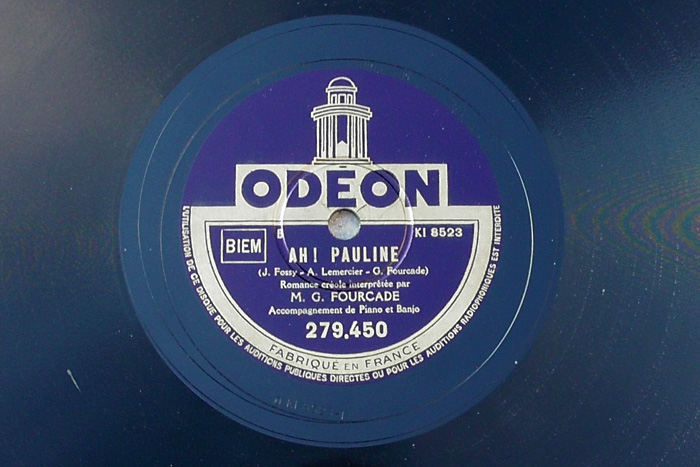 ODÉON
BIEM
B
KI 8523
AH! PAULINE
(J. Fossy - A. Lemercier - G. Fourcade)
Romance créole interprétée par
M. G. FOURCADE
Accompagnement de Piano et Banjo
279.450
FABRIQUÉ EN FRANCE
L'UTILISATION DE CE DISQUE POUR LES AUDITIONS PUBLIQUES DIRECTES OU POUR LES AUDITIONS RADIOPHONIQUES EST INTERDITE